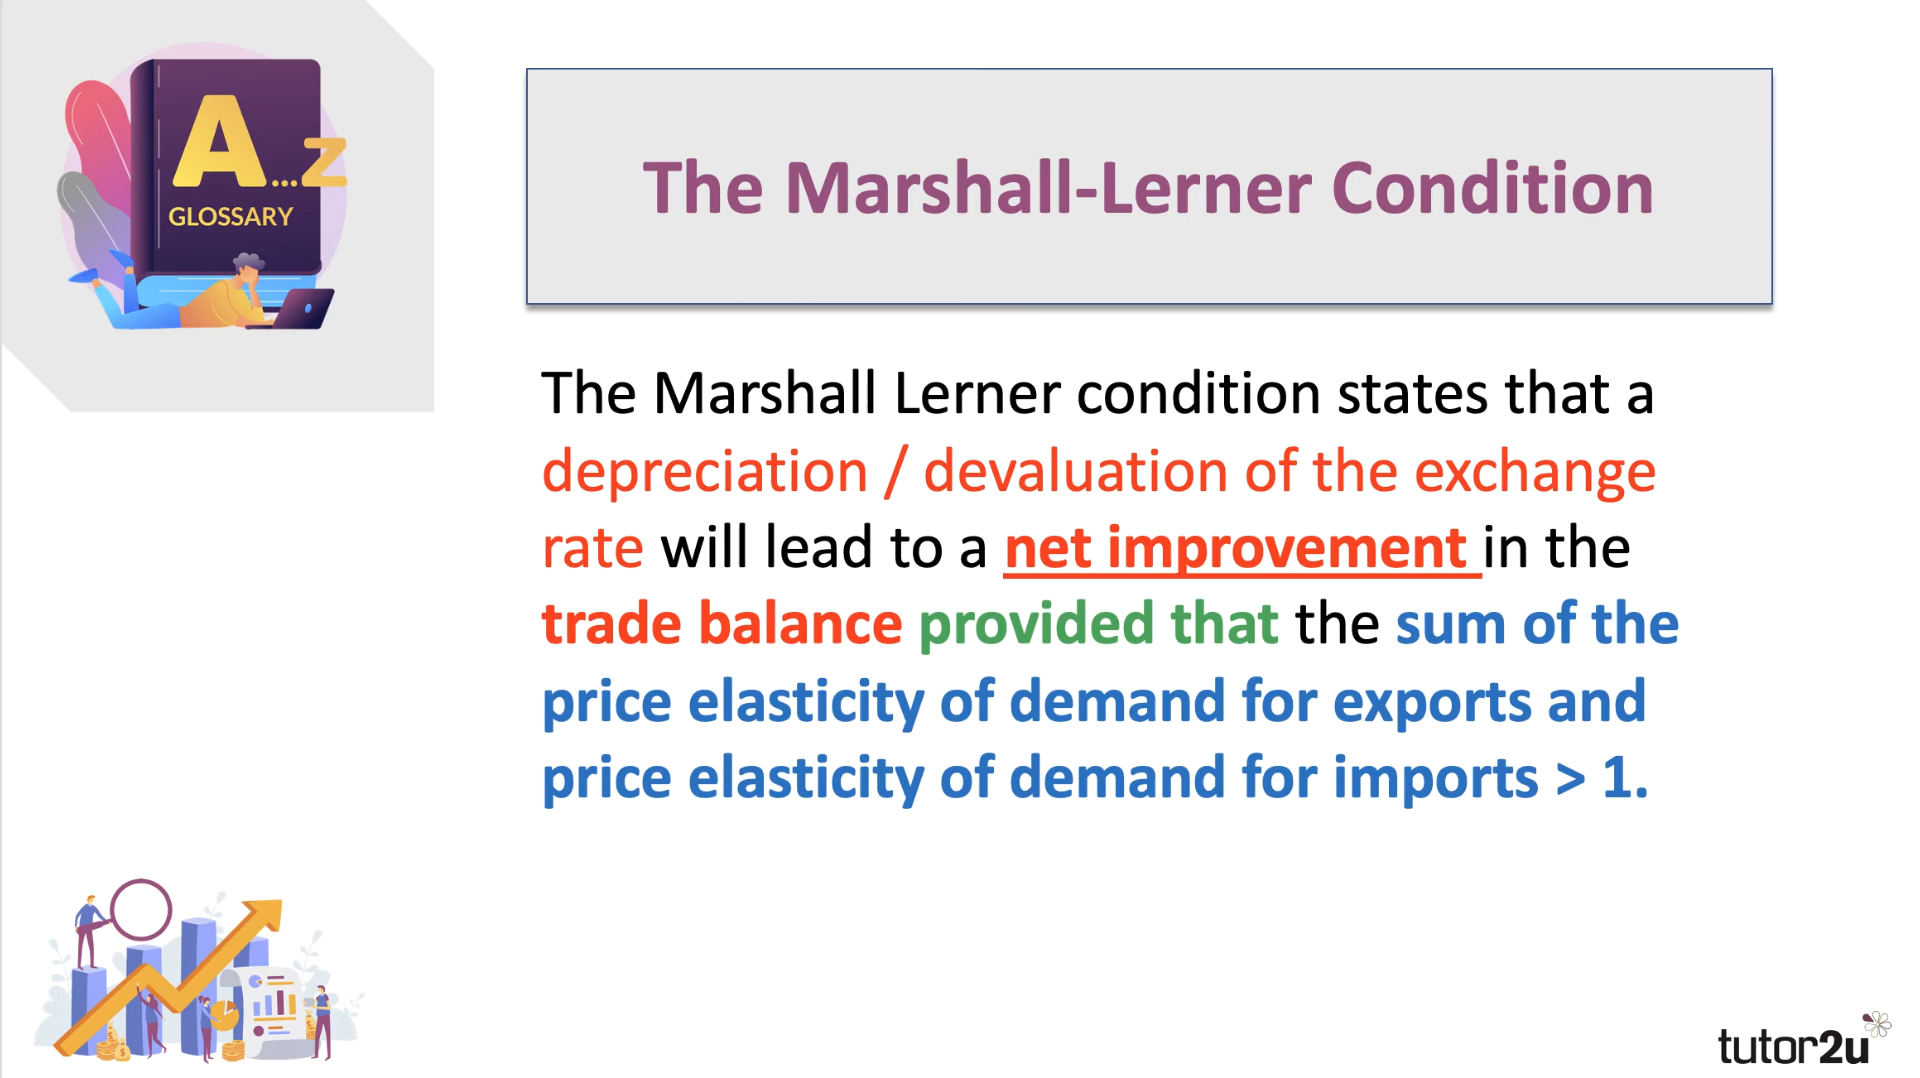 A...Z
GLOSSARY
The Marshall-Lerner Condition
The Marshall Lerner condition states that a
depreciation / devaluation of the exchange
rate will lead to a net improvement in the
trade balance provided that the sum of the
price elasticity of demand for exports and
price elasticity of demand for imports > 1.
tutor2u